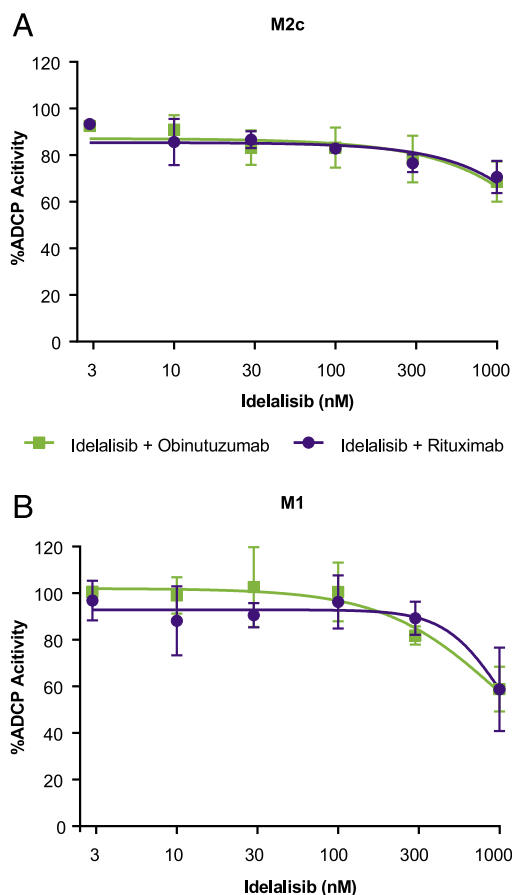 A
M2c
120
100
80
60
40
20
0
%ADCP Acitivity
3 10 30 100 300 1000
Idelalisib (nM)
Idelalisib + Obinutuzumab Idelalisib + Rituximab
B
M1
120
100
80
60
40
20
0
%ADCP Acitivity
3 10 30 100 300 1000
Idelalisib (nM)